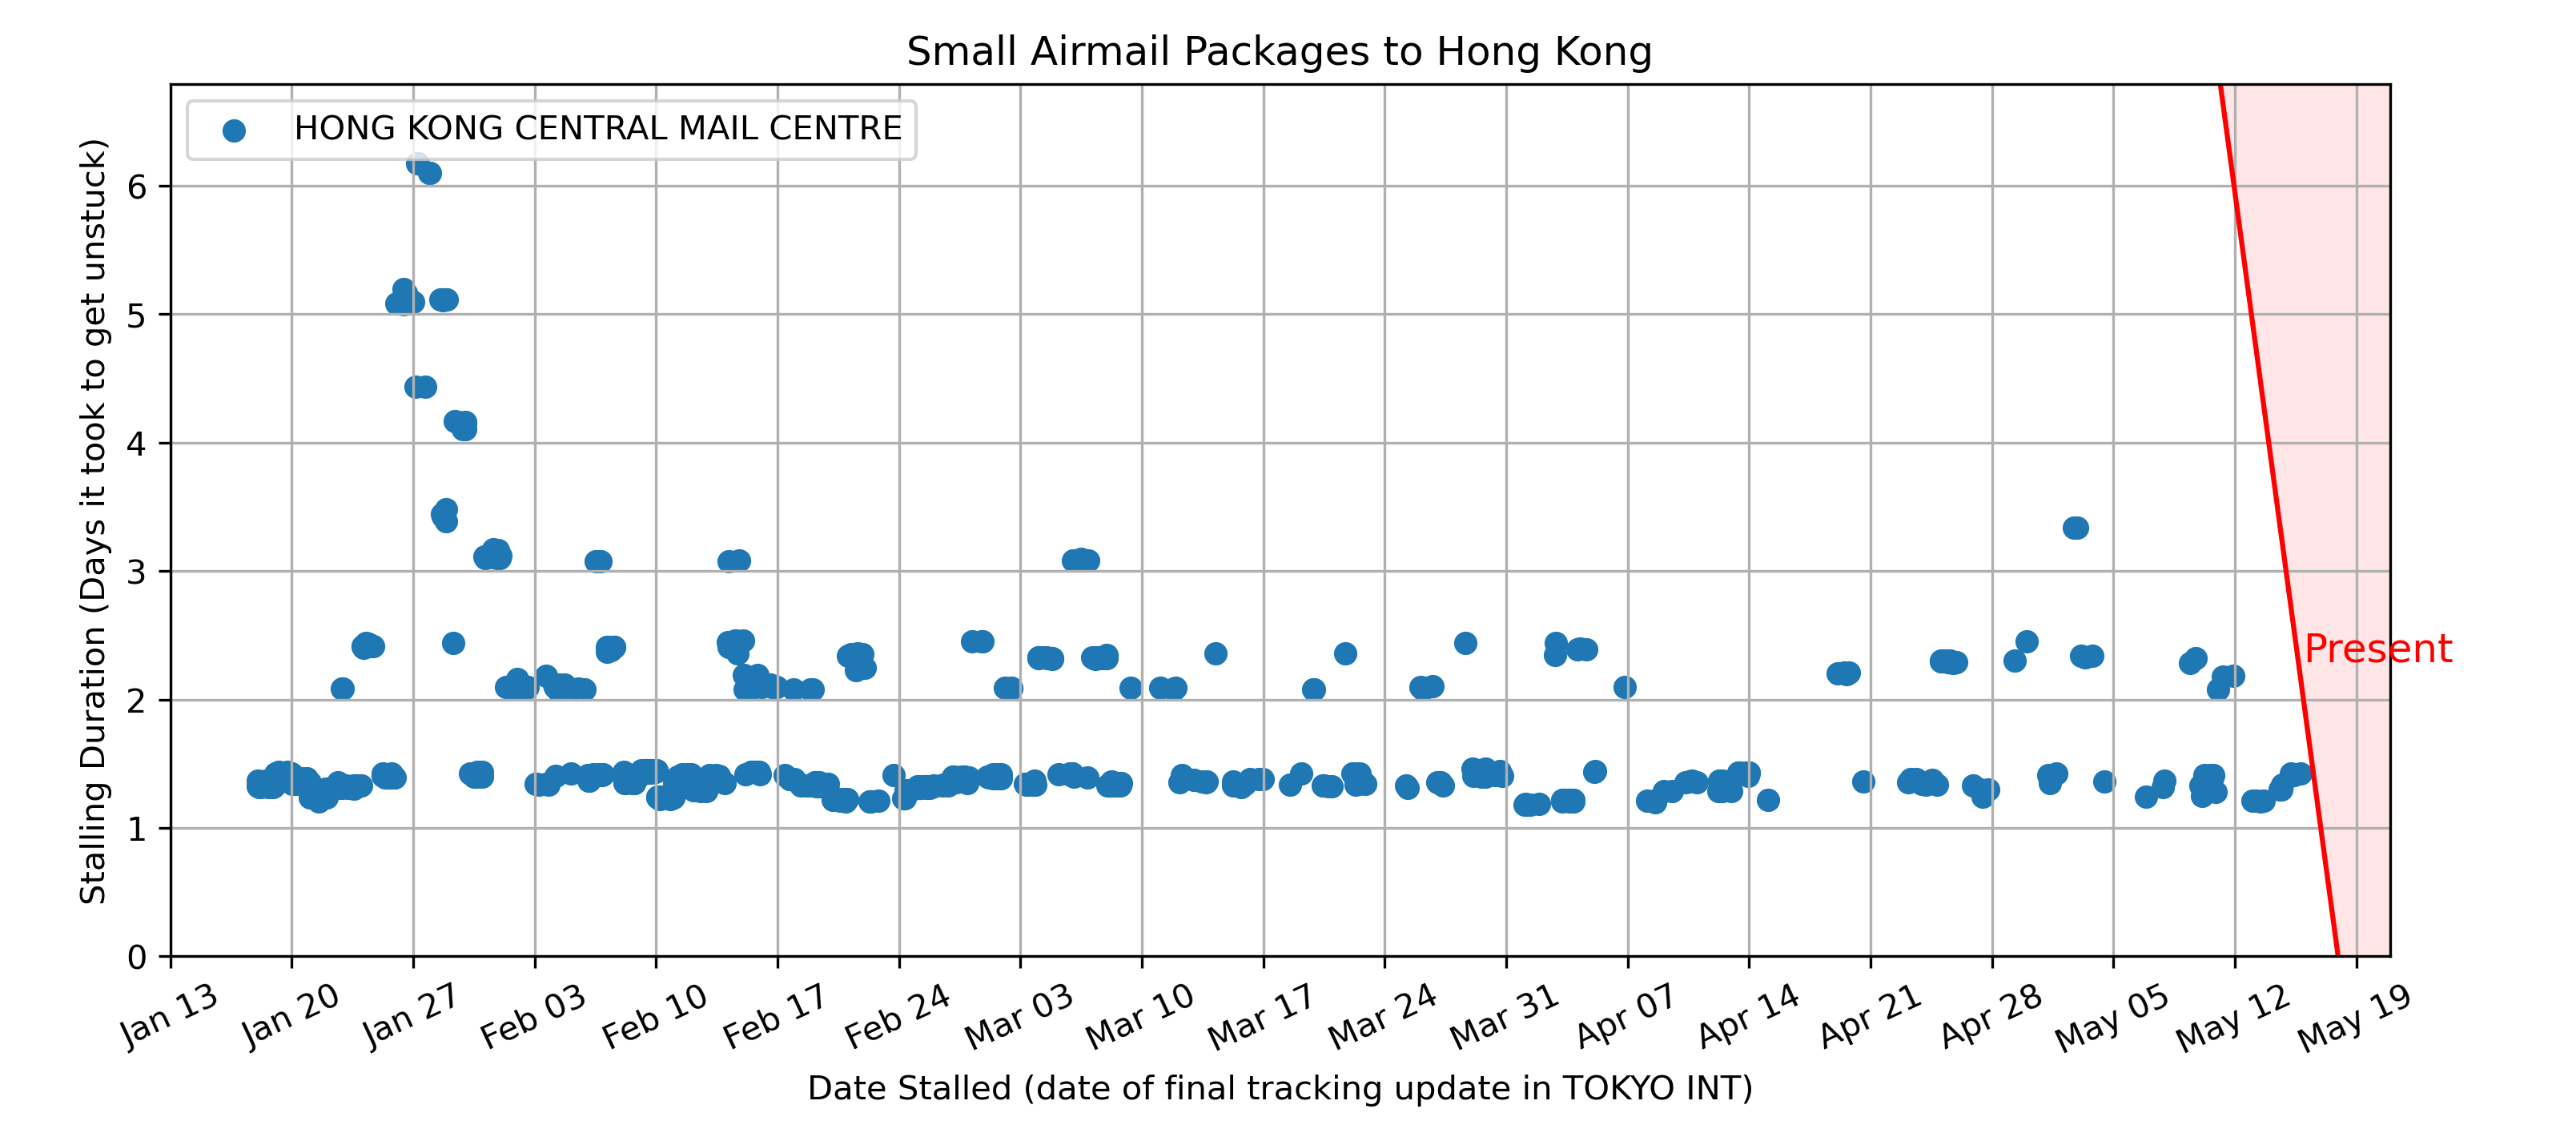 Small Airmail Packages to Hong Kong
HONG KONG CENTRAL MAIL CENTRE
Stalling Duration (Days it took to get unstuck)
6
5
4
3
2
1
0
Present
Jan 13
Jan 20
Jan 27
Feb 03
Feb 10
Feb 17
Feb 24
Mar 03
Mar 10
Mar 17
Mar 24
Mar 31
Apr 07
Apr 14
Apr 21
Apr 28
May 05
May 12
May 19
Date Stalled (date of final tracking update in TOKYO INT)